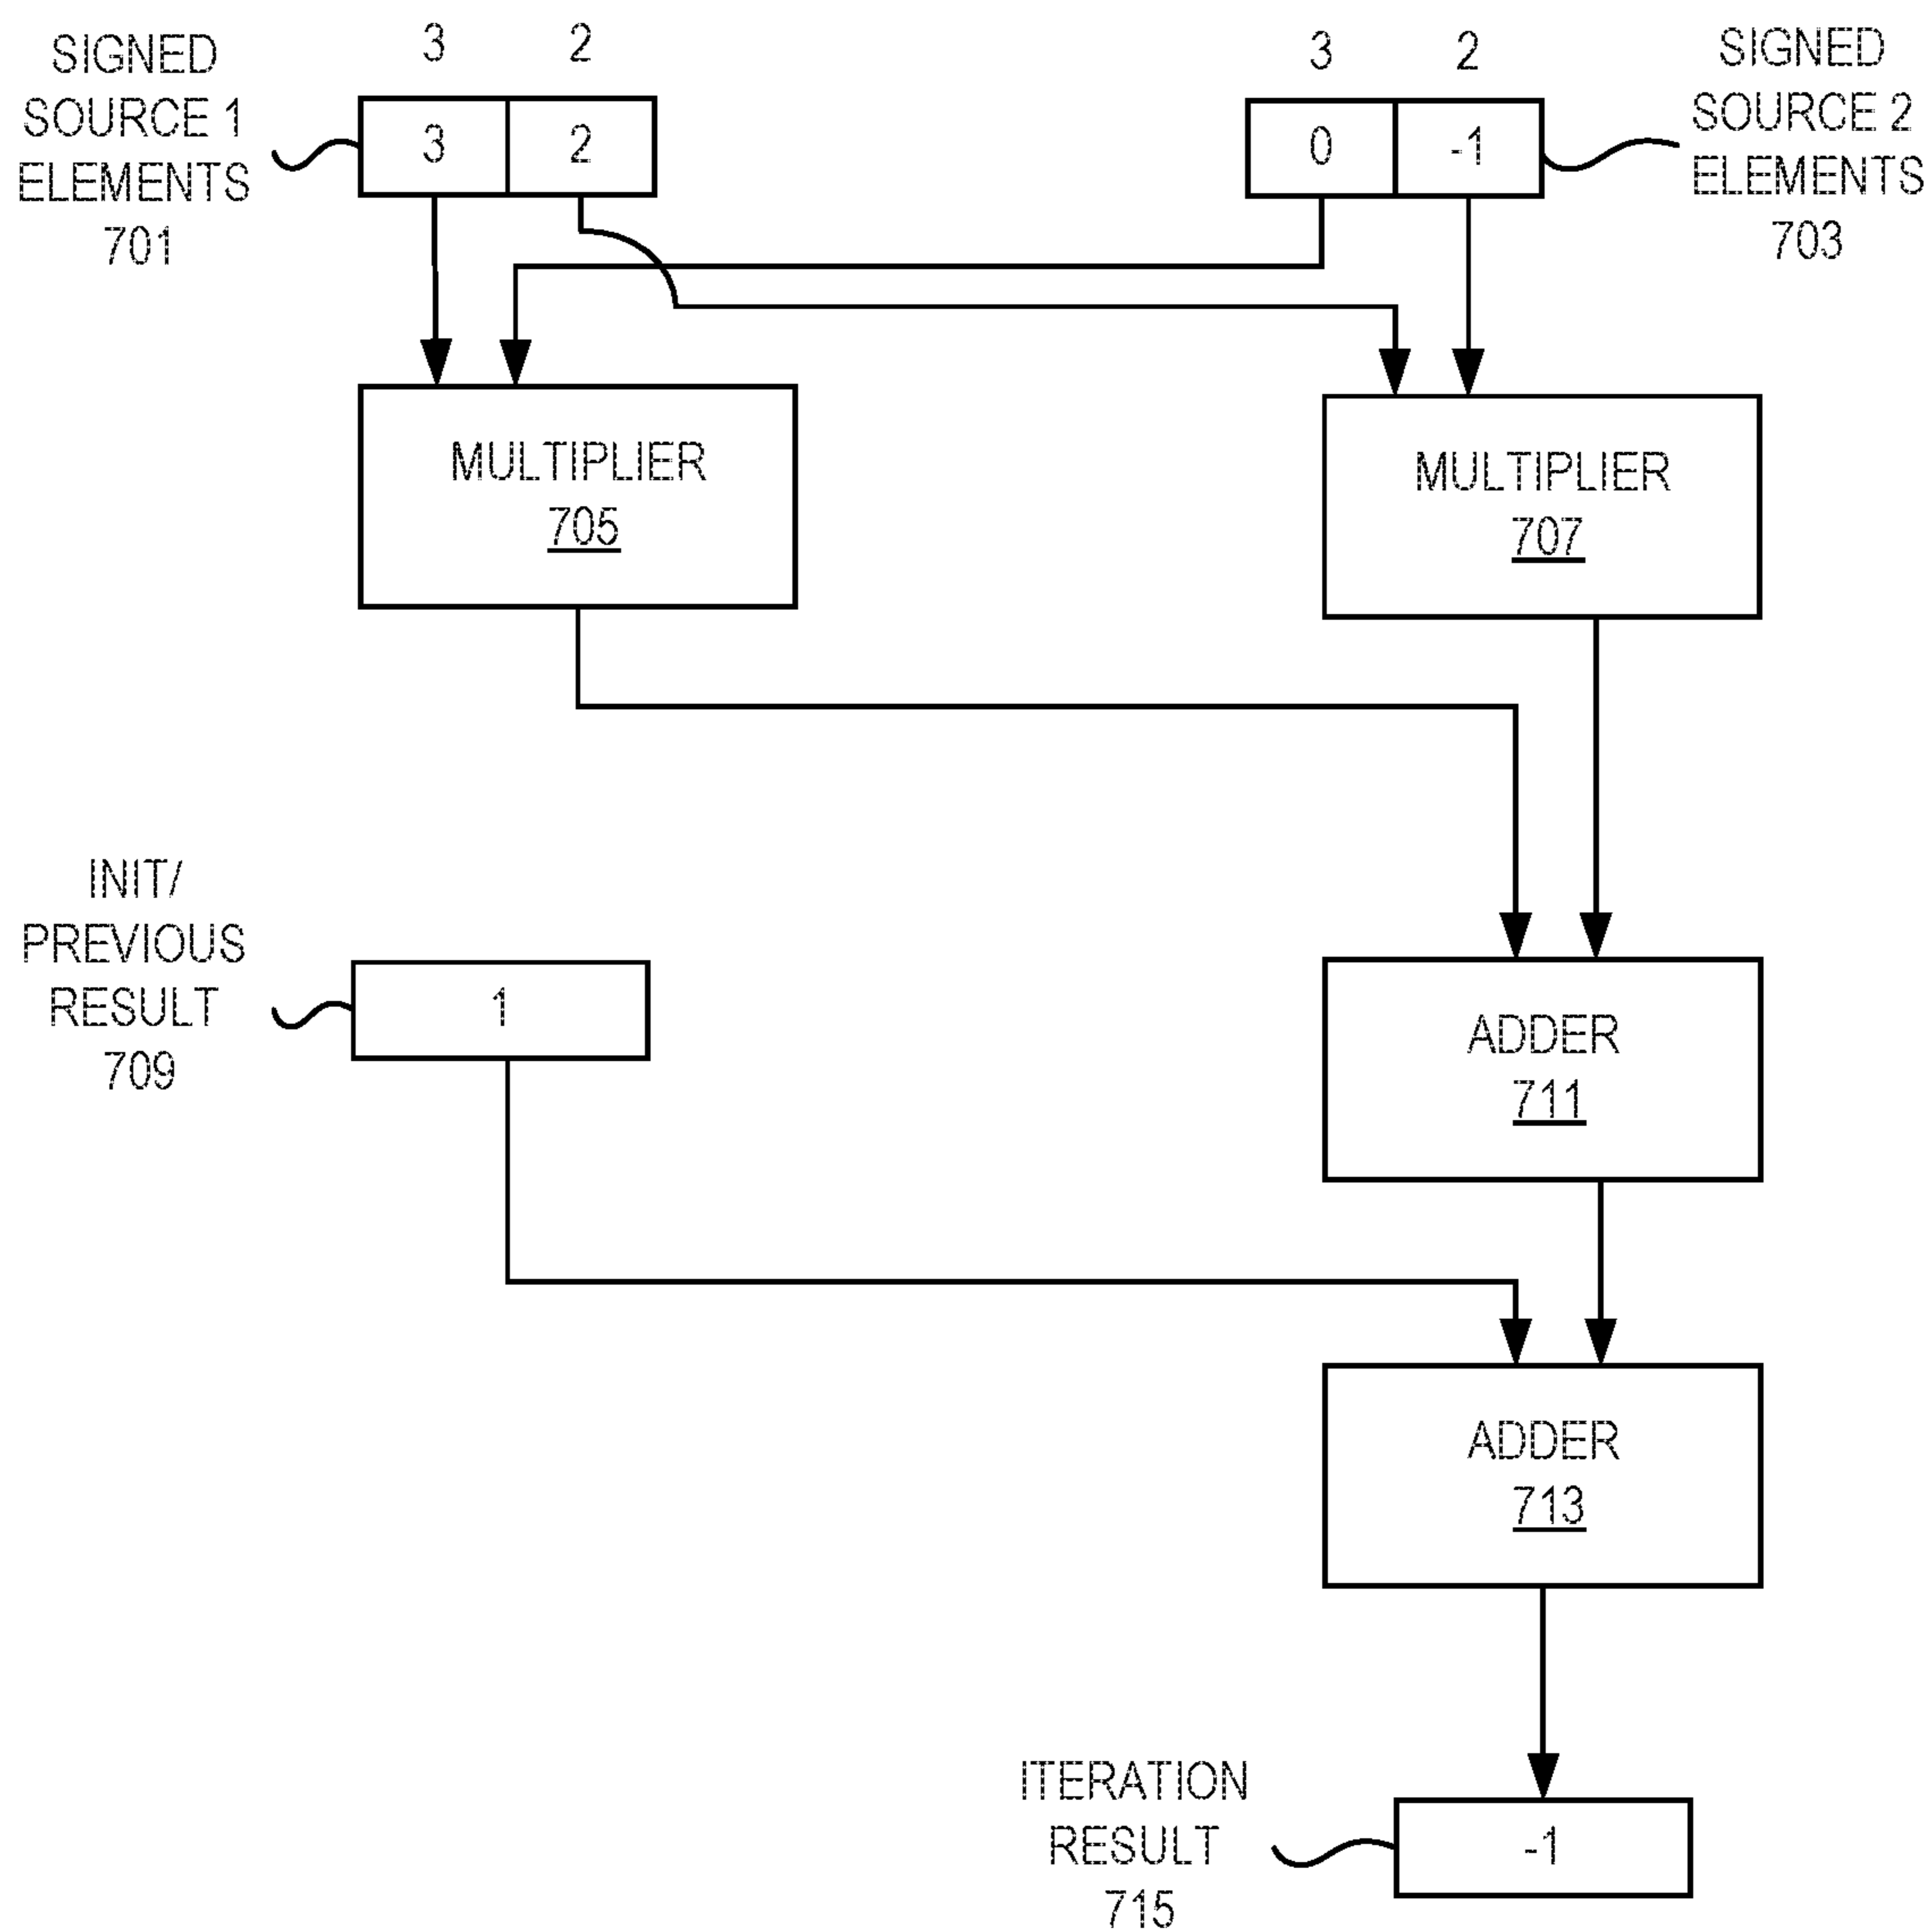 SIGNED
SOURCE 1
ELEMENTS
701
3 2
3 2
3 2
0 -1
SIGNED
SOURCE 2
ELEMENTS
703
MULTIPLIER
705
MULTIPLIER
707
INIT/
PREVIOUS
RESULT
709
1
ADDER
711
ADDER
713
ITERATION
RESULT
715
-1